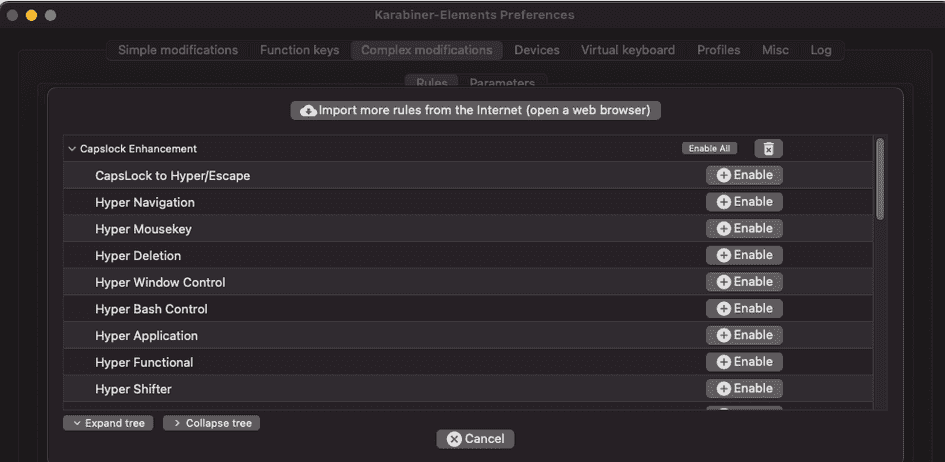 Karabiner-Elements Preferences
Simple modifications Function keys Complex modifications Devices Virtual keyboard Profiles Misc Log
Rules Parameters
Import more rules from the Internet (open a web browser)
Capslock Enhancement Enable All
CapsLock to Hyper/Escape Enable
Hyper Navigation Enable
Hyper Mousekey Enable
Hyper Deletion Enable
Hyper Window Control Enable
Hyper Bash Control Enable
Hyper Application Enable
Hyper Functional Enable
Hyper Shifter Enable
Expand tree Collapse tree
Cancel